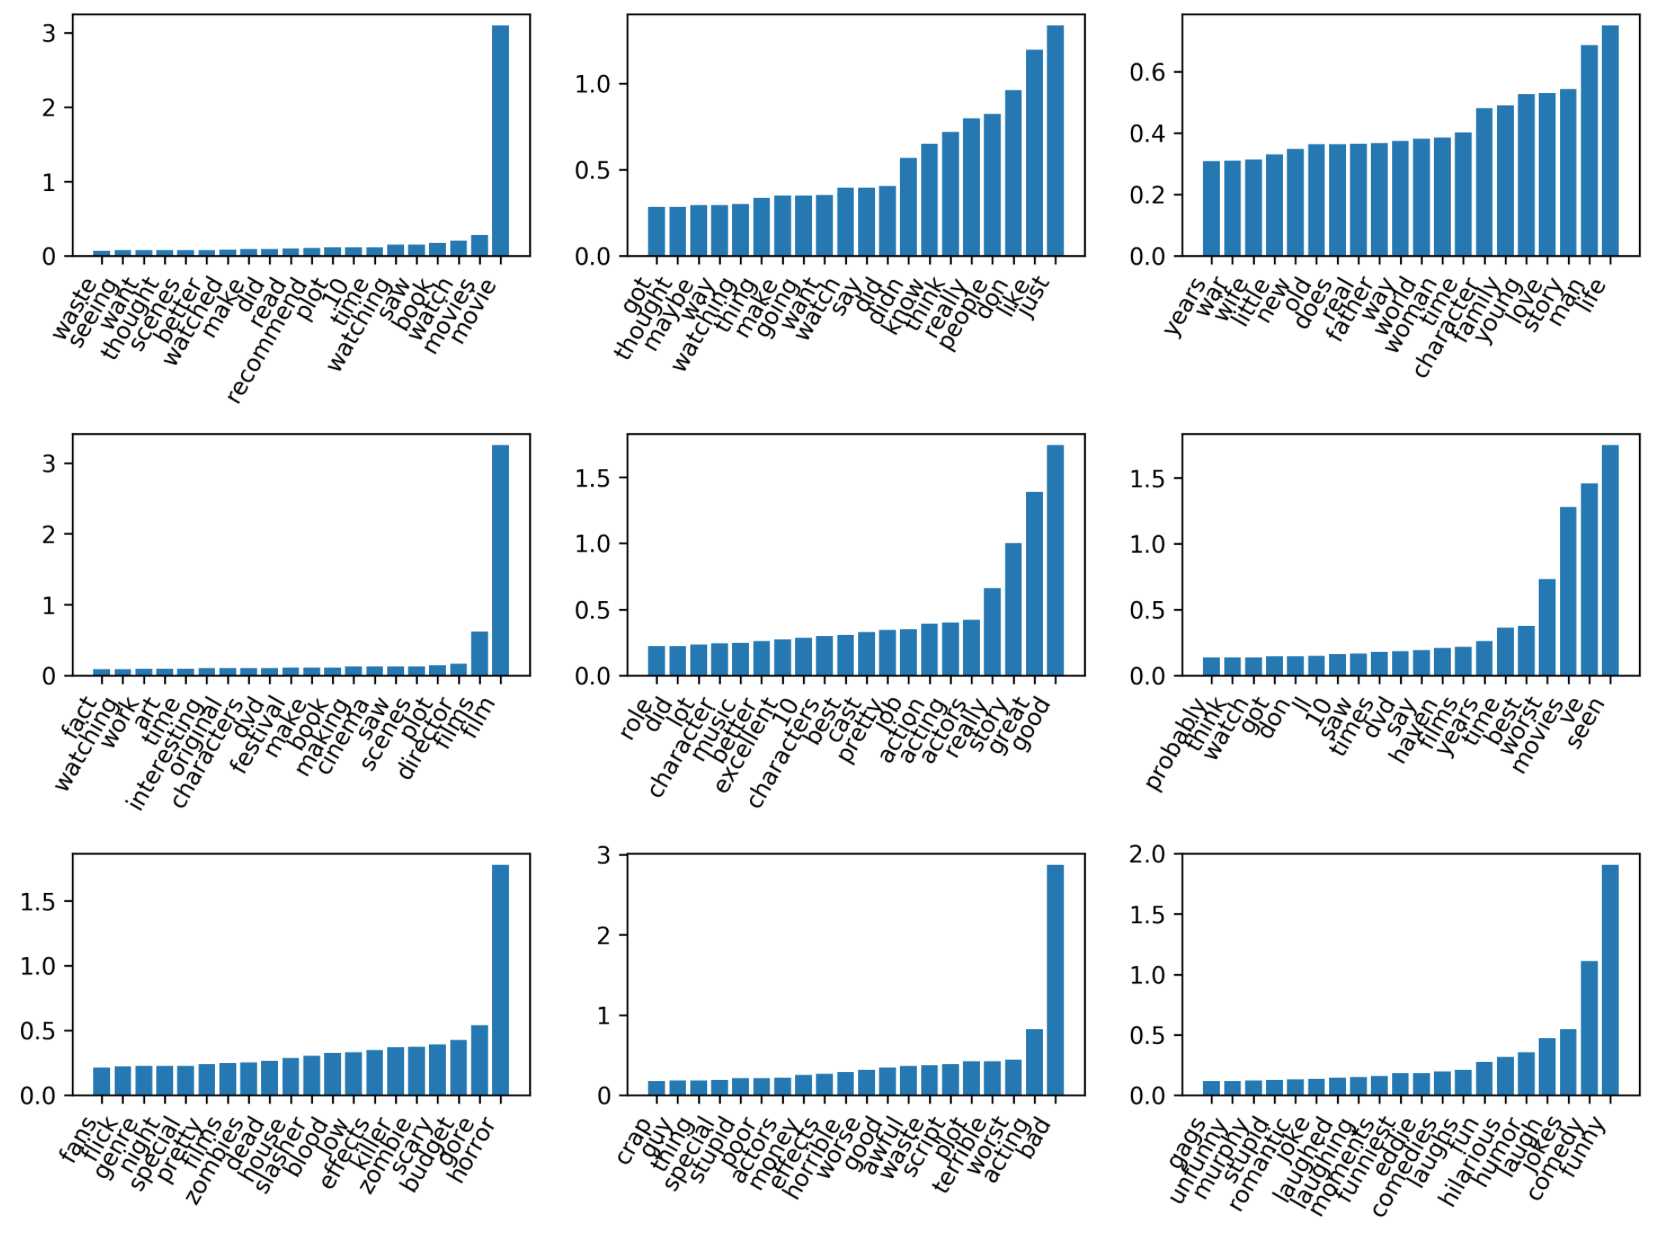 3
2
1
0
waste
seeing
want
thought
scenes
better
watched
make
did
read
recommend
plot
10
time
watching
saw
book
watch
movies
movie
1.0
0.5
0.0
got
thought
maybe
way
watching
thing
make
going
want
watch
say
did
didn
know
think
really
people
don
like
just
0.6
0.4
0.2
0.0
years
war
wife
little
new
old
does
real
father
way
world
woman
time
character
family
young
love
story
man
life
3
2
1
0
fact
watching
work
art
time
interesting
original
characters
dvd
festival
make
book
making
cinema
saw
scenes
plot
director
films
film
1.5
1.0
0.5
0.0
role
did
lot
character
music
better
excellent
10
characters
best
cast
pretty
job
action
acting
actors
really
story
great
good
1.5
1.0
0.5
0.0
probably
think
watch
got
don
ll
10
saw
times
dvd
say
haven
films
years
time
best
worst
movies
ve
seen
1.5
1.0
0.5
0.0
fans
flick
genre
night
special
pretty
films
zombies
dead
house
slasher
blood
low
effects
killer
zombie
scary
budget
gore
horror
3
2
1
0
crap
guy
thing
special
stupid
poor
actors
money
effects
horrible
worse
good
awful
waste
script
plot
terrible
worst
acting
bad
2.0
1.5
1.0
0.5
0.0
gags
unfunny
murphy
stupid
romantic
joke
laughed
laughing
moments
funniest
eddie
comedies
laughs
fun
hilarious
humor
laugh
jokes
comedy
funny